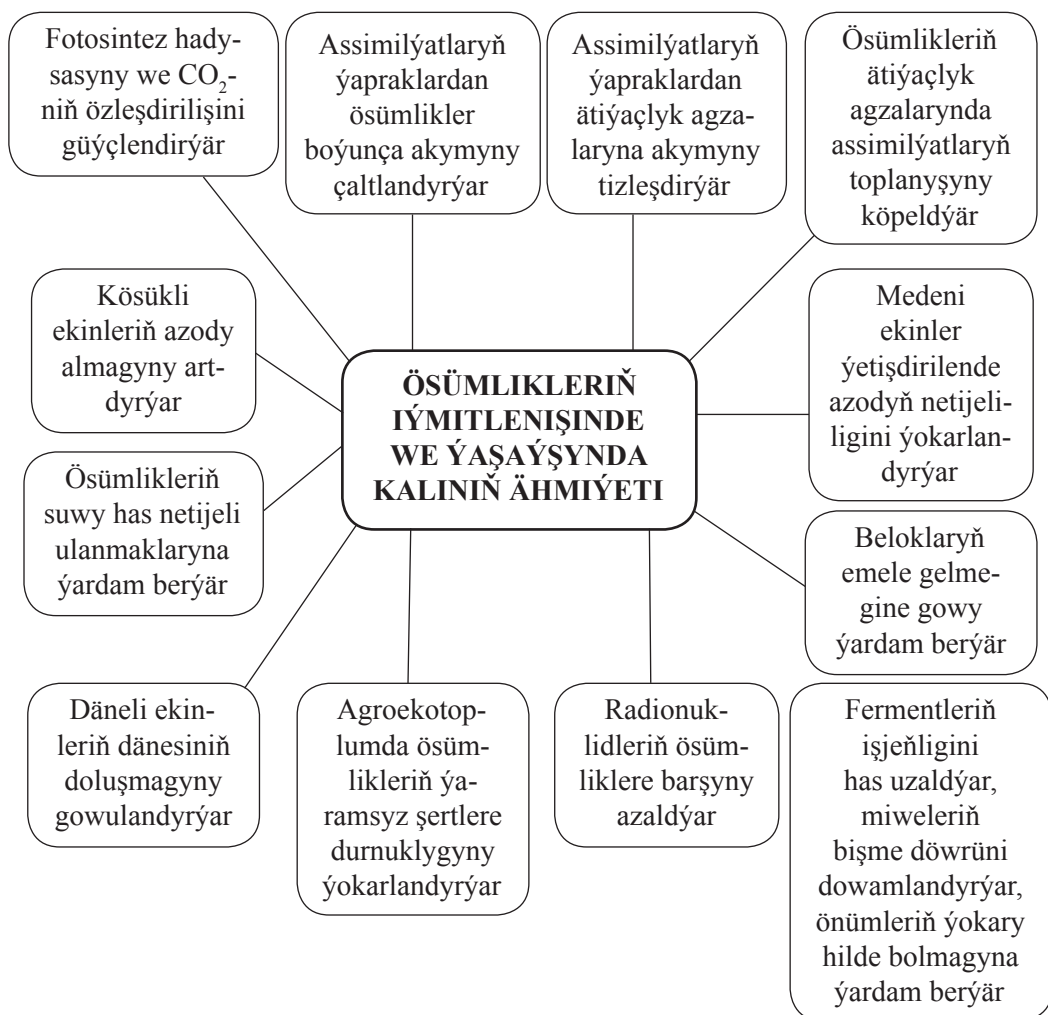 Fotosintez hady-
sasyny we CO₂-
niň özleşdirilişini
güýçlendirýär
Assimilýatlaryň
ýapraklardan
ösümlikler
boýunça akymyny
çaltlandyrýar
Assimilýatlaryň
ýapraklardan
ätiýaçlyk agza-
laryna akymyny
tizleşdirýär
Ösümlikleriň
ätiýaçlyk
agzalarynda
assimilýatlaryň
toplanyşyny
köpeldýär
Kösükli
ekinleriň azody
almagyny art-
dyrýar
ÖSÜMLIKLERIŇ
IÝMITLENIŞINDE
WE ÝAŞAÝŞYNDA
KALINIŇ ÄHMIÝETI
Medeni
ekinler
ýetişdirilende
azodyň netijeli-
ligini ýokarlan-
dyrýar
Ösümlikleriň
suwy has netijeli
ulanmaklaryna
ýardam berýär
Beloklaryň
emele gelme-
gine gowy
ýardam berýär
Däneli ekin-
leriň dänesiniň
doluşmagyny
gowulandyrýar
Agroekotop-
lumda ösüm-
likleriň ýa-
ramsyz şertlere
durnuklygyny
ýokarlandyrýar
Radionuk-
lidleriň ösüm-
liklere barşyny
azaldýar
Fermentleriň
işjeňligini
has uzaldýar,
miweleriň
bişme döwrüni
dowamlandyrýar,
önümleriň ýokary
hilde bolmagyna
ýardam berýär